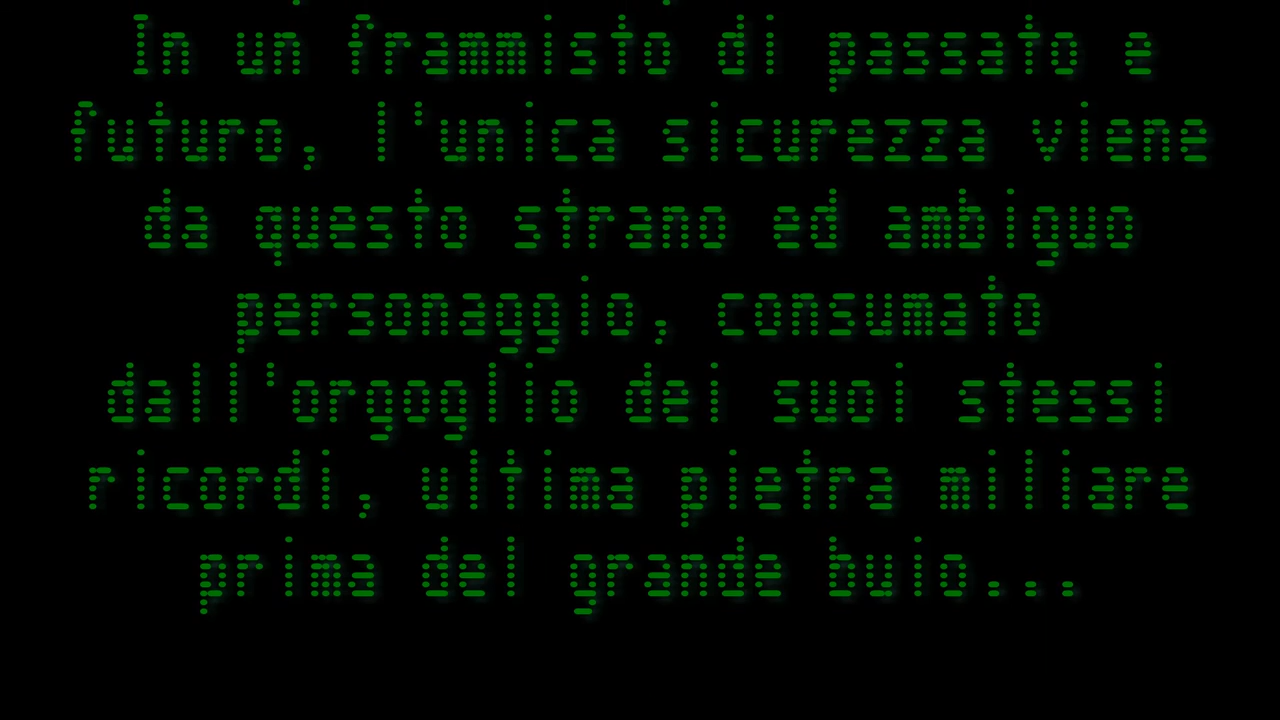 In un frammisto di passato e
futuro, l'unica sicurezza viene
da questo strano ed ambiguo
personaggio, consumato
dall'orgoglio dei suoi stessi
ricordi, ultima pietra miliare
prima del grande buio...